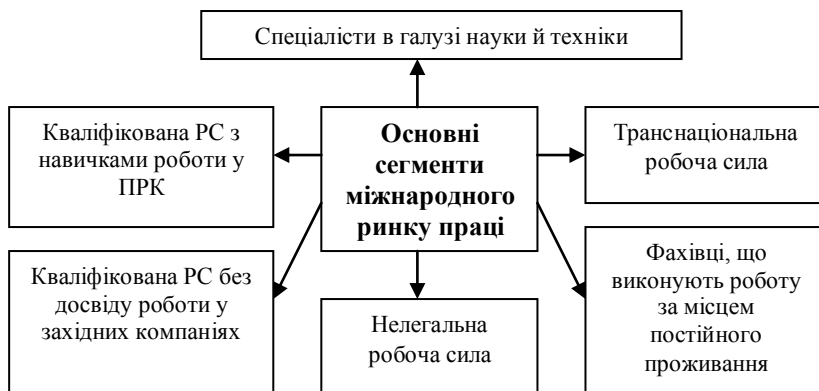 Спеціалісти в галузі науки й техніки
Кваліфікована РС з
навичками роботи у
ПРК
Основні
сегменти
міжнародного
ринку праці
Транснаціональна
робоча сила
Кваліфікована РС без
досвіду роботи у
західних компаніях
Нелегальна
робоча сила
Фахівці, що
виконують роботу
за місцем
постійного
проживання